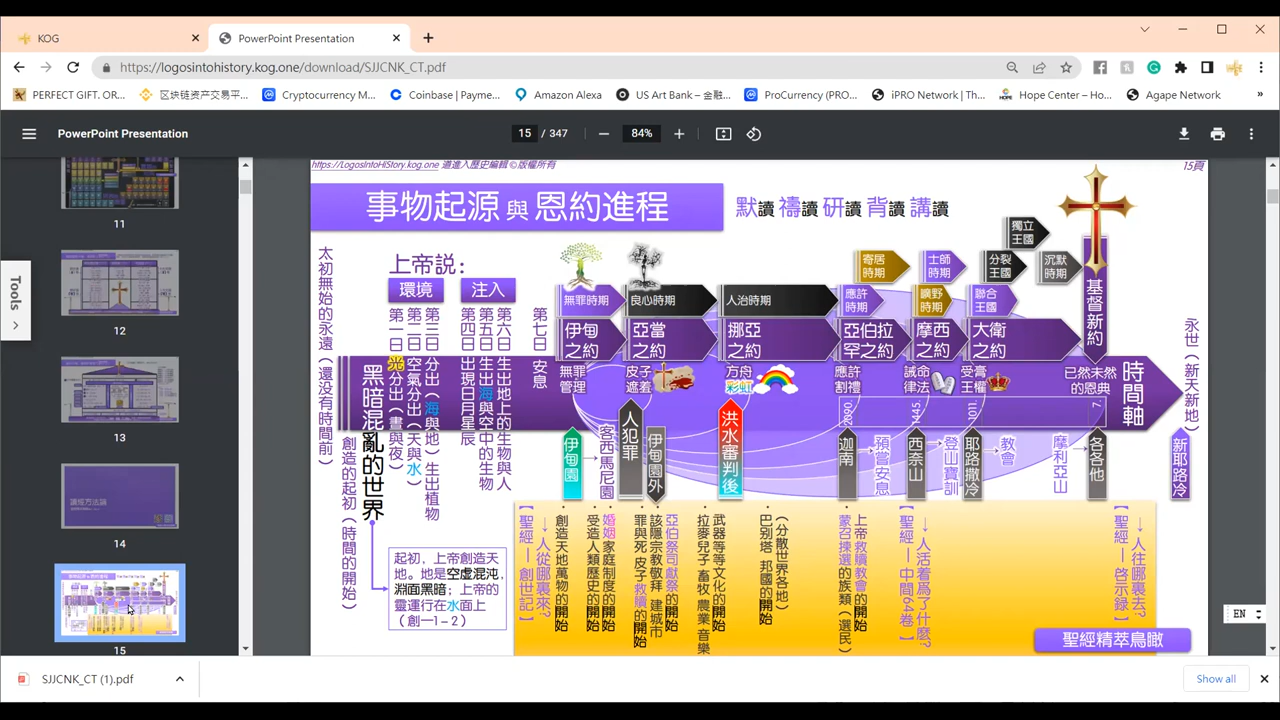 KOG
PowerPoint Presentation
https://logosintohistory.kog.one/download/SJJCNK_CT.pdf
PERFECT GIFT. OR...
区块链资产交易平...
Cryptocurrency M...
Coinbase | Payme...
Amazon Alexa
US Art Bank – 金融...
ProCurrency (PRO...
iPRO Network | Th...
Hope Center – Ho...
Agape Network
»
PowerPoint Presentation
15 / 347
84%
Tools
11
12
13
14
15
https://LogosIntoHiStory.kog.one 道進入歷史編輯©版權所有
15頁
事物起源與恩約進程
默讀 禱讀 研讀 背讀 講讀
太初無始的永遠(還没有時間前)
上帝説:
環境
注入
第一日
第二日
第三日
第四日
第五日
第六日
第七日
光分出(晝與夜)
空氣分出(天與水)
分出(海與地)生出植物
出現日月星辰
生出海與空中的生物
生出地上的生物與人
安息
黑暗混亂的世界
創造的起初(時間的開始)
起初,上帝創造天
地。地是空虛混沌,
淵面黑暗;上帝的
靈運行在水面上
(創一1-2)
無罪時期
良心時期
人治時期
應許時期
寄居時期
曠野時期
士師時期
聯合王國
分裂王國
獨立王國
沉默時期
伊甸之約
亞當之約
挪亞之約
亞伯拉罕之約
摩西之約
大衛之約
基督新約
無罪管理
皮子遮羞
方舟彩虹
應許割禮
誡命律法
受膏王權
已然未然的恩典
時間軸
永世(新天新地)
新耶路冷
2090.
1445.
1011.
7.
伊甸園
客西馬尼園
人犯罪
伊甸園外
洪水審判後
迦南
預嘗安息
西奈山
登山寶訓
耶路撒冷
教會
摩利亞山
各各他
【聖經—創世記】
↓人從哪裏來?
創造天地萬物的開始
受造人類歷史的開始
婚姻家庭制度的開始
罪與死 皮子救贖的開始
該隱宗教敬拜 建城市
亞伯祭司獻祭的開始
拉麥兒子 畜牧 農業 音樂
武器等等文化的開始
巴別塔 邦國的開始
(分散世界各地)
蒙召揀選的族類(選民)
上帝救贖教會的開始
【聖經—中間64卷】
↓人活着爲了什麼?
【聖經—啓示録】
↓人往哪裏去?
聖經精萃鳥瞰
EN
SJJCNK_CT (1).pdf
Show all